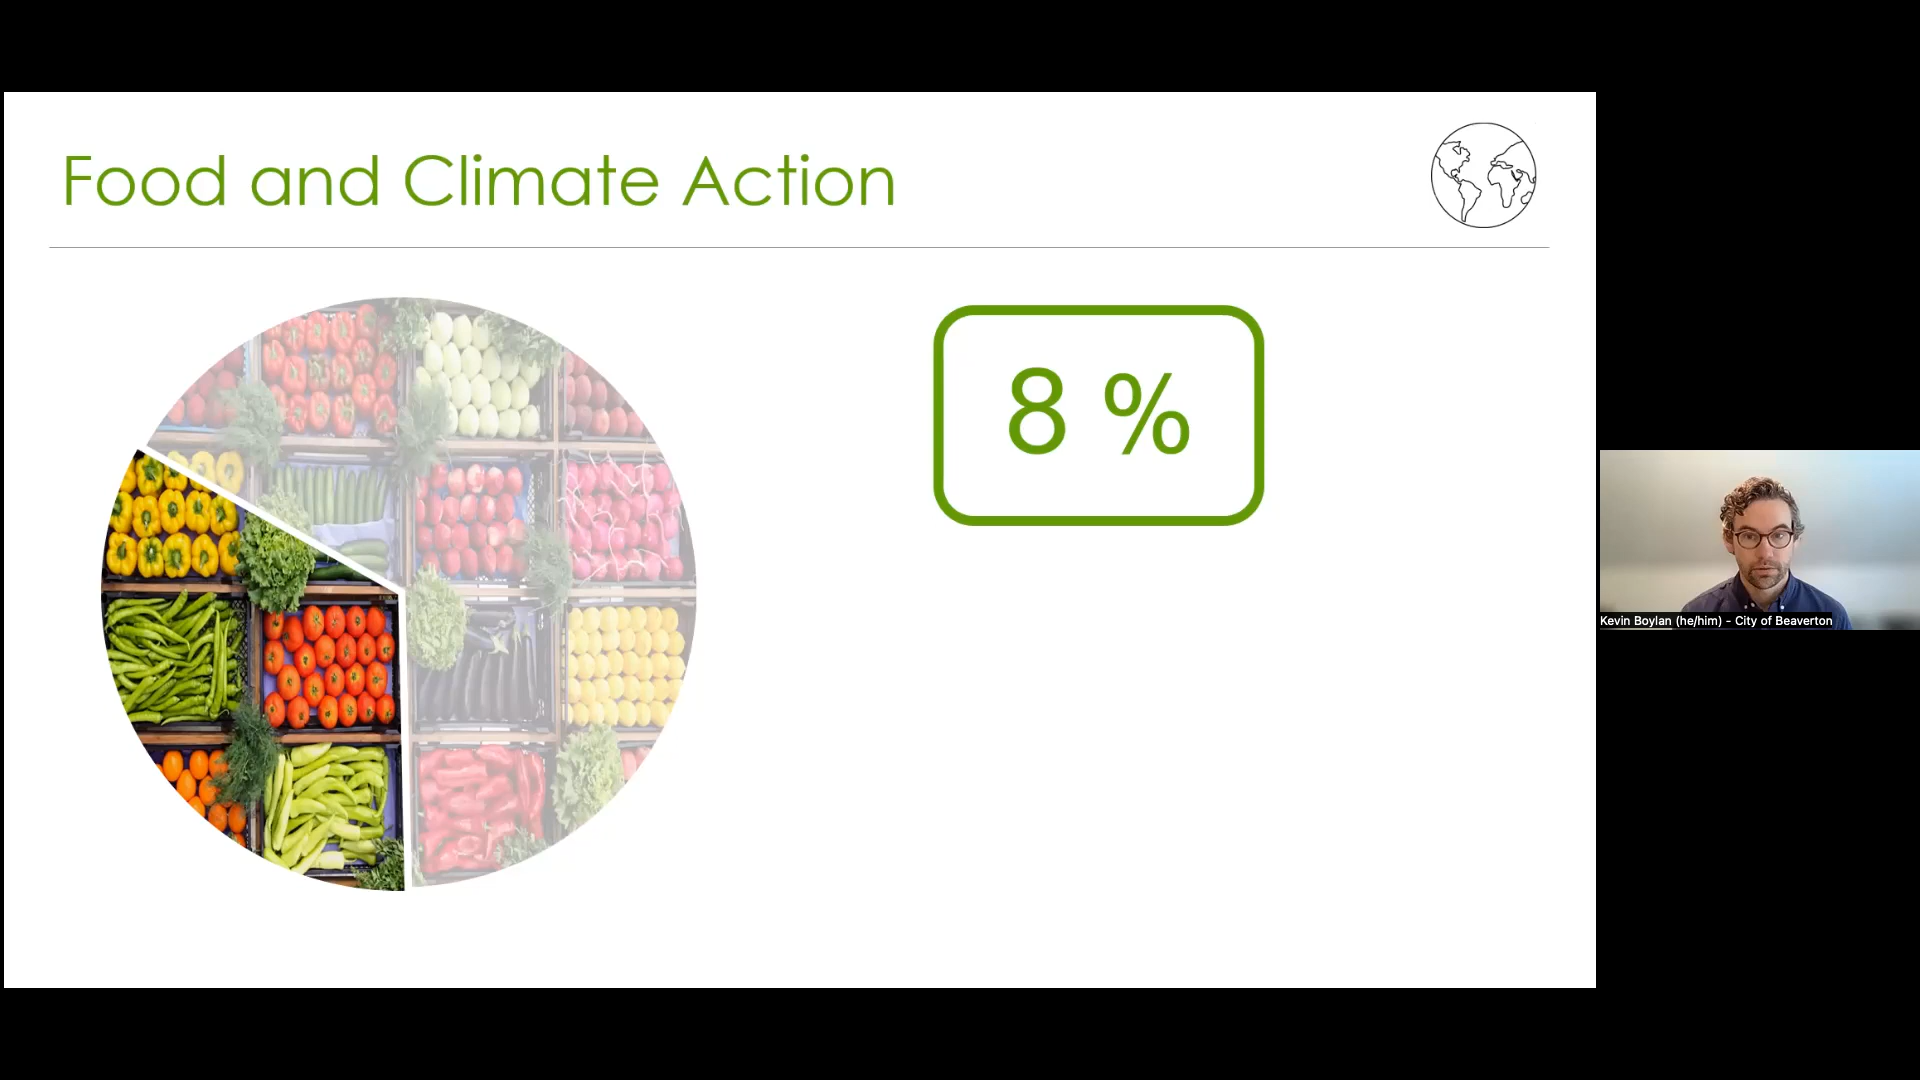 Food and Climate Action
8 %
Kevin Boylan (he/him) - City of Beaverton